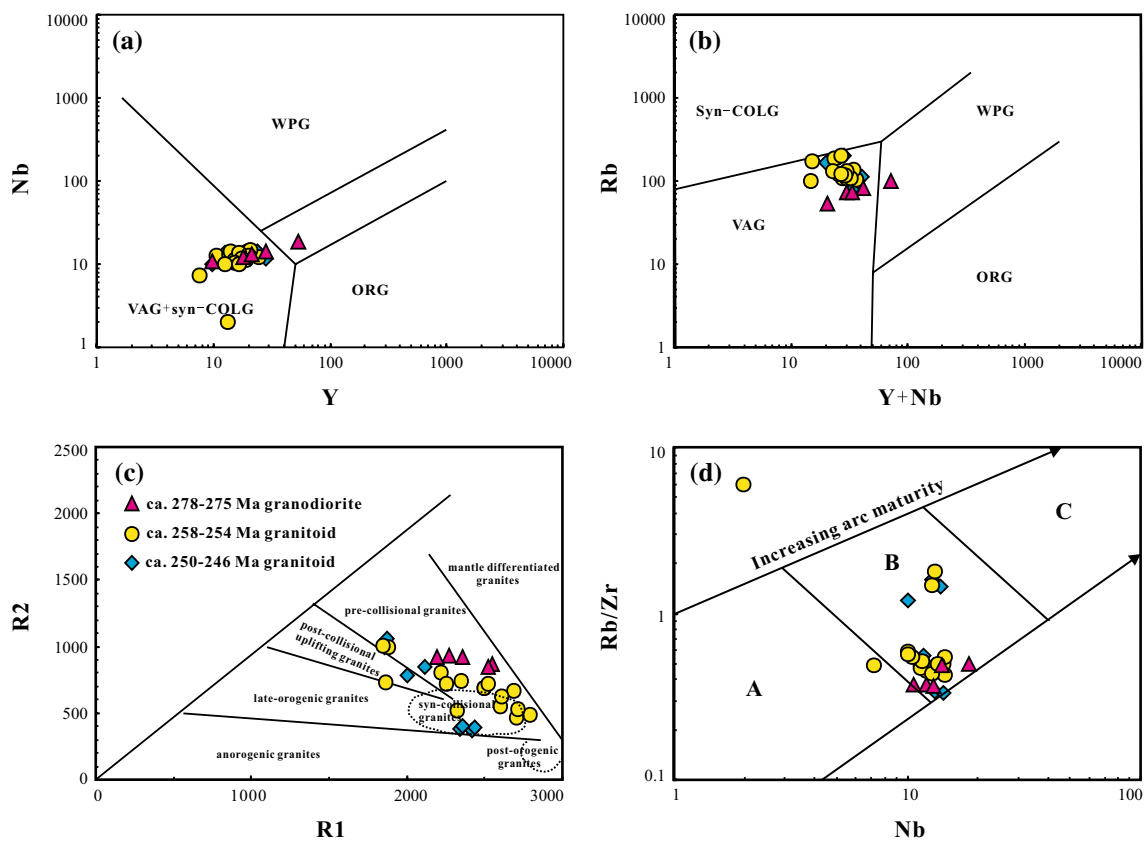 (a)
10000
1000
100
10
1
Nb
WPG
VAG+syn-COLG
ORG
1
10
100
1000
10000
Y
(b)
10000
1000
100
10
1
Rb
Syn-COLG
WPG
VAG
ORG
1
10
100
1000
10000
Y+Nb
(c)
2500
2000
1500
1000
500
0
R2
ca. 278-275 Ma granodiorite
ca. 258-254 Ma granitoid
ca. 250-246 Ma granitoid
mantle differentiated
granites
pre-collisional granites
post-collisional
uplifting granites
late-orogenic granites
syn-collisional
granites
anorogenic granites
post-orogenic
granites
0
1000
2000
3000
R1
(d)
10
1
0.1
Rb/Zr
Increasing arc maturity
A
B
C
1
10
100
Nb